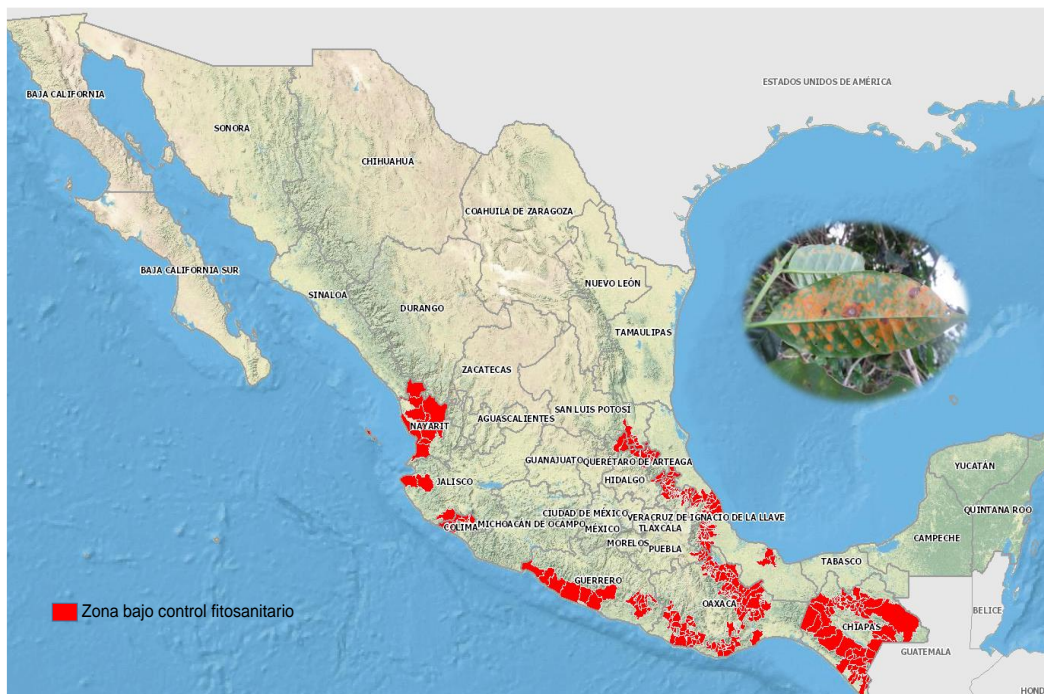 ESTADOS UNIDOS DE AMÉRICA
BAJA CALIFORNIA
SONORA
CHIHUAHUA
COAHUILA DE ZARAGOZA
BAJA CALIFORNIA SUR
SINALOA
DURANGO
NUEVO LEÓN
TAMAULIPAS
ZACATECAS
SAN LUIS POTOSÍ
AGUASCALIENTES
NAYARIT
GUANAJUATO
QUERÉTARO DE ARTEAGA
HIDALGO
JALISCO
YUCATÁN
QUINTANA ROO
CAMPECHE
CIUDAD DE MÉXICO
VERACRUZ DE IGNACIO DE LA LLAVE
COLIMA
MICHOACÁN DE OCAMPO
MÉXICO
TLAXCALA
MORELOS
PUEBLA
TABASCO
GUERRERO
OAXACA
CHIAPAS
BELICE
GUATEMALA
HOND
Zona bajo control fitosanitario